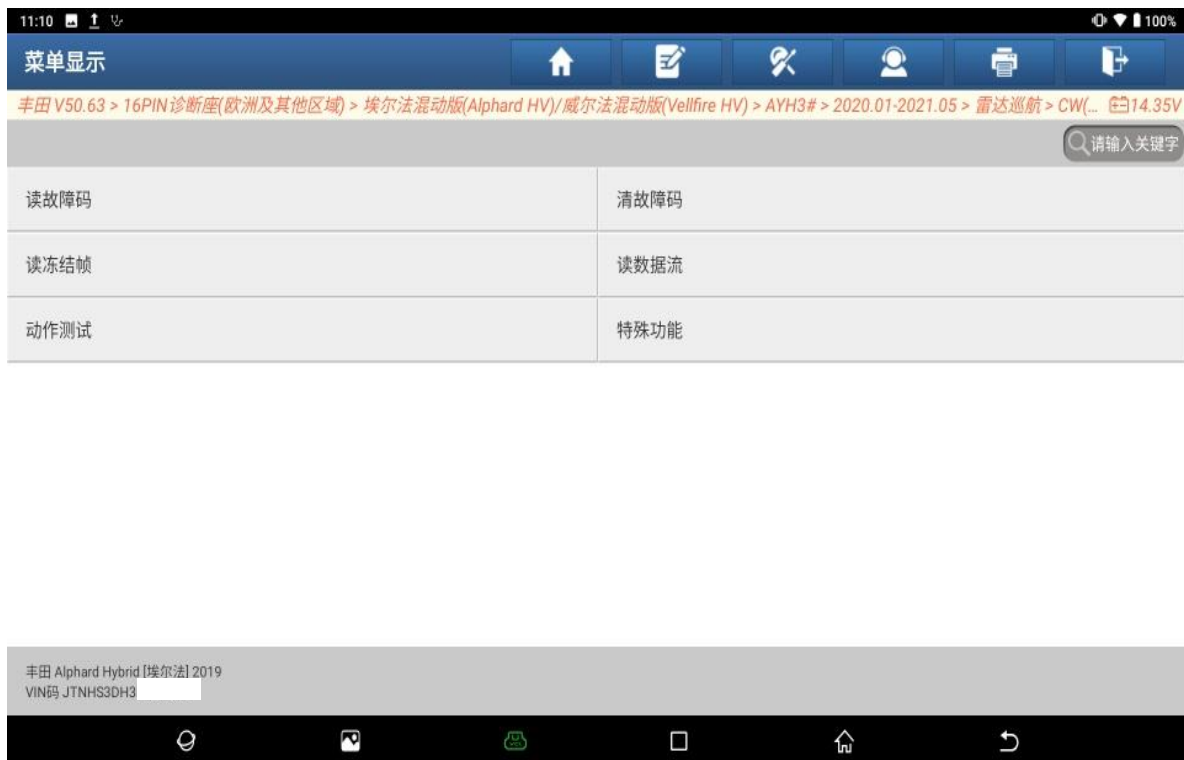 11:10 100%
菜单显示
丰田 V50.63 > 16PIN诊断座(欧洲及其他区域) > 埃尔法混动版(Alphard HV)/威尔法混动版(Vellfire HV) > AYH3# > 2020.01-2021.05 > 雷达巡航 > CW(... 14.35V
请输入关键字
读故障码 清故障码
读冻结帧 读数据流
动作测试 特殊功能
丰田 Alphard Hybrid [埃尔法] 2019
VIN码 JTNHS3DH3